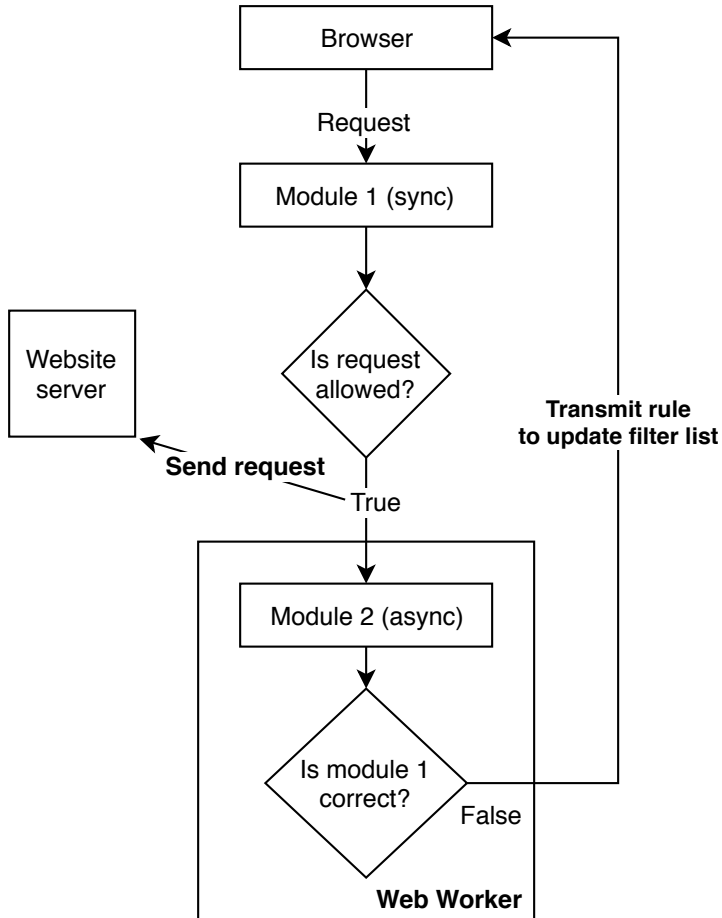 Browser
Request
Module 1 (sync)
Is request
allowed?
Website
server
Transmit rule
to update filter list
Send request
True
Module 2 (async)
Is module 1
correct?
False
Web Worker